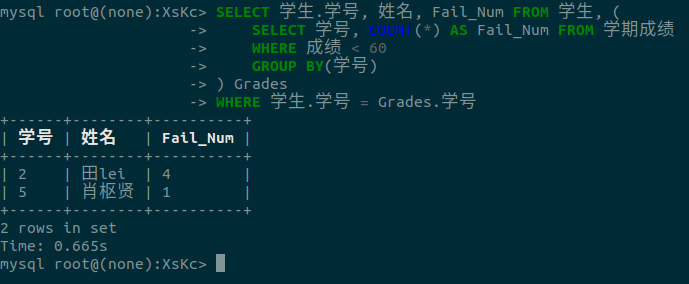 mysql root@(none):XsKc> SELECT 学生.学号, 姓名, Fail_Num FROM 学生, (
-> SELECT 学号, COUNT(*) AS Fail_Num FROM 学期成绩
-> WHERE 成绩 < 60
-> GROUP BY(学号)
-> ) Grades
-> WHERE 学生.学号 = Grades.学号
+------+--------+----------+
| 学号 | 姓名 | Fail_Num |
+------+--------+----------+
| 2 | 田lei | 4 |
| 5 | 肖枢贤 | 1 |
+------+--------+----------+
2 rows in set
Time: 0.665s
mysql root@(none):XsKc>